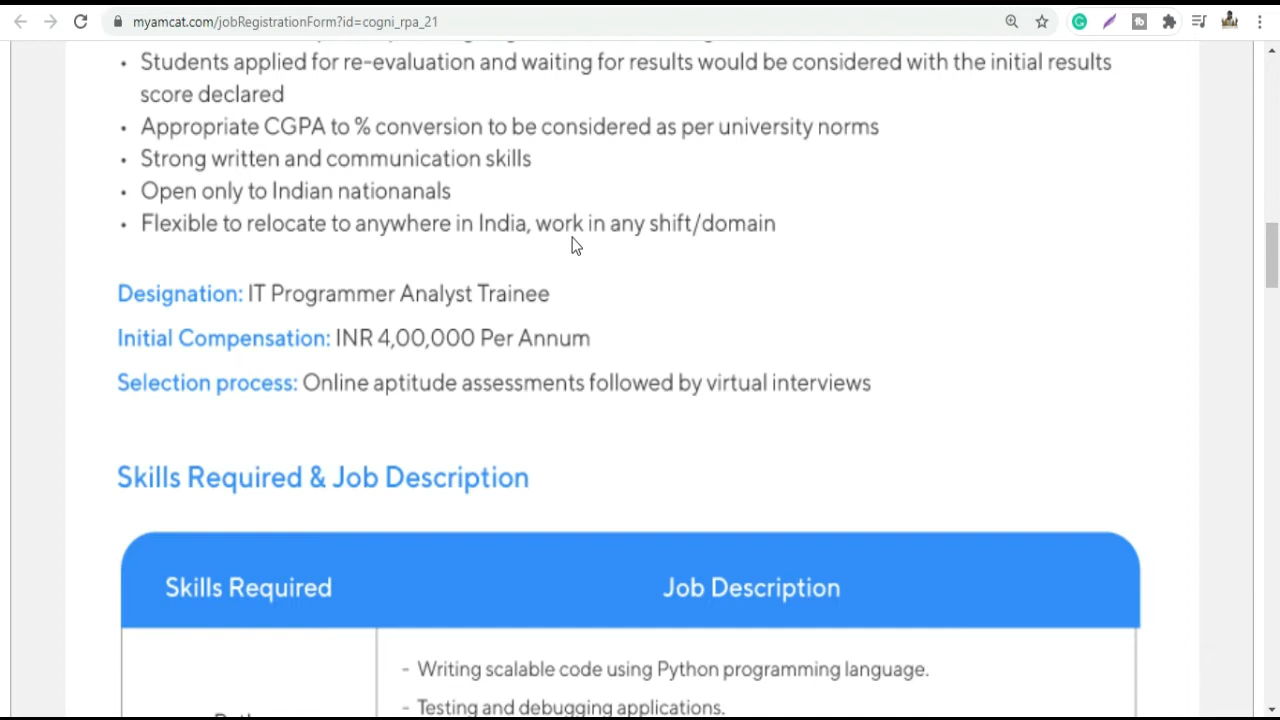 myamcat.com/jobRegistrationForm?id=cogni_rpa_21
• Students applied for re-evaluation and waiting for results would be considered with the initial results
score declared
• Appropriate CGPA to % conversion to be considered as per university norms
• Strong written and communication skills
• Open only to Indian nationanals
• Flexible to relocate to anywhere in India, work in any shift/domain
Designation: IT Programmer Analyst Trainee
Initial Compensation: INR 4,00,000 Per Annum
Selection process: Online aptitude assessments followed by virtual interviews
Skills Required & Job Description
Skills Required Job Description
- Writing scalable code using Python programming language.
- Testing and debugging applications.